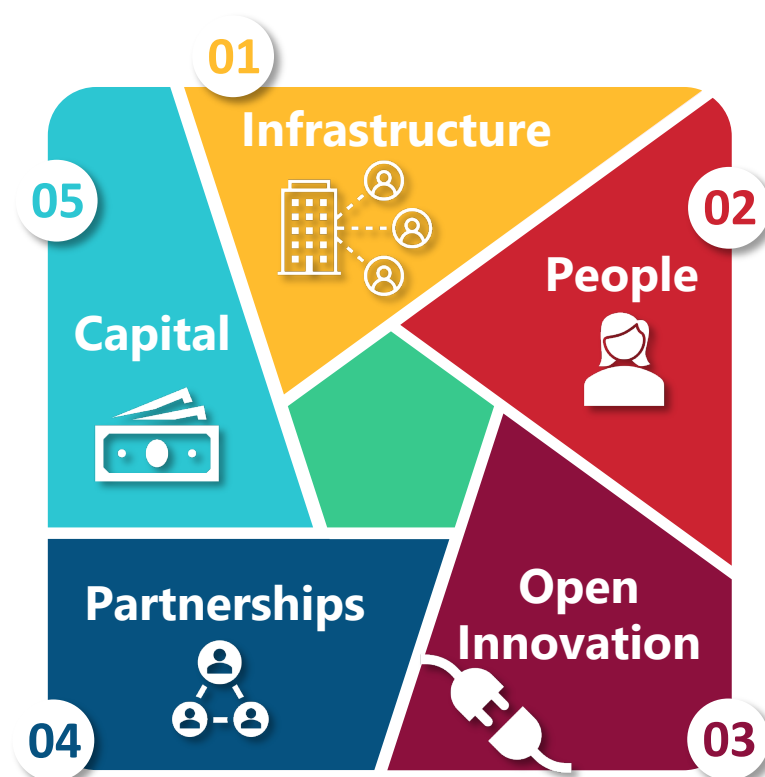 01
Infrastructure
02
People
03
Open
Innovation
04
Partnerships
05
Capital